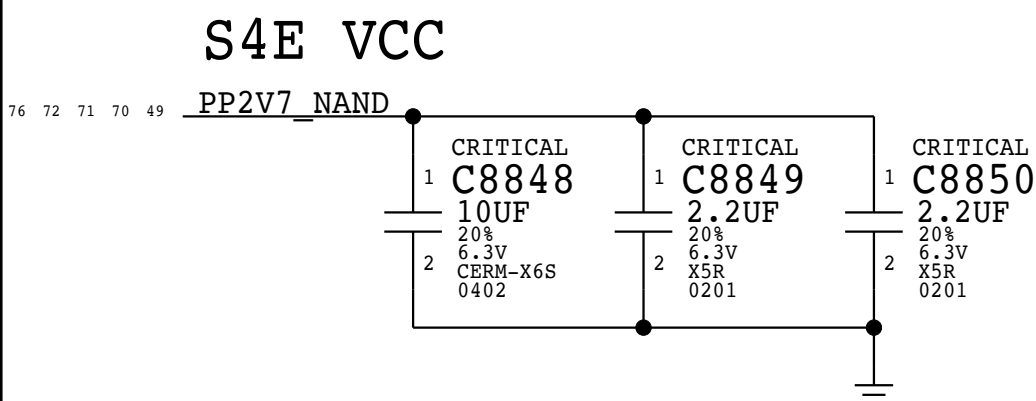 S4E VCC
76 72 71 70 49 PP2V7_NAND
CRITICAL
1 C8848
10UF
20%
6.3V
2 CERM-X6S
0402
CRITICAL
1 C8849
2.2UF
20%
6.3V
2 X5R
0201
CRITICAL
1 C8850
2.2UF
20%
6.3V
2 X5R
0201